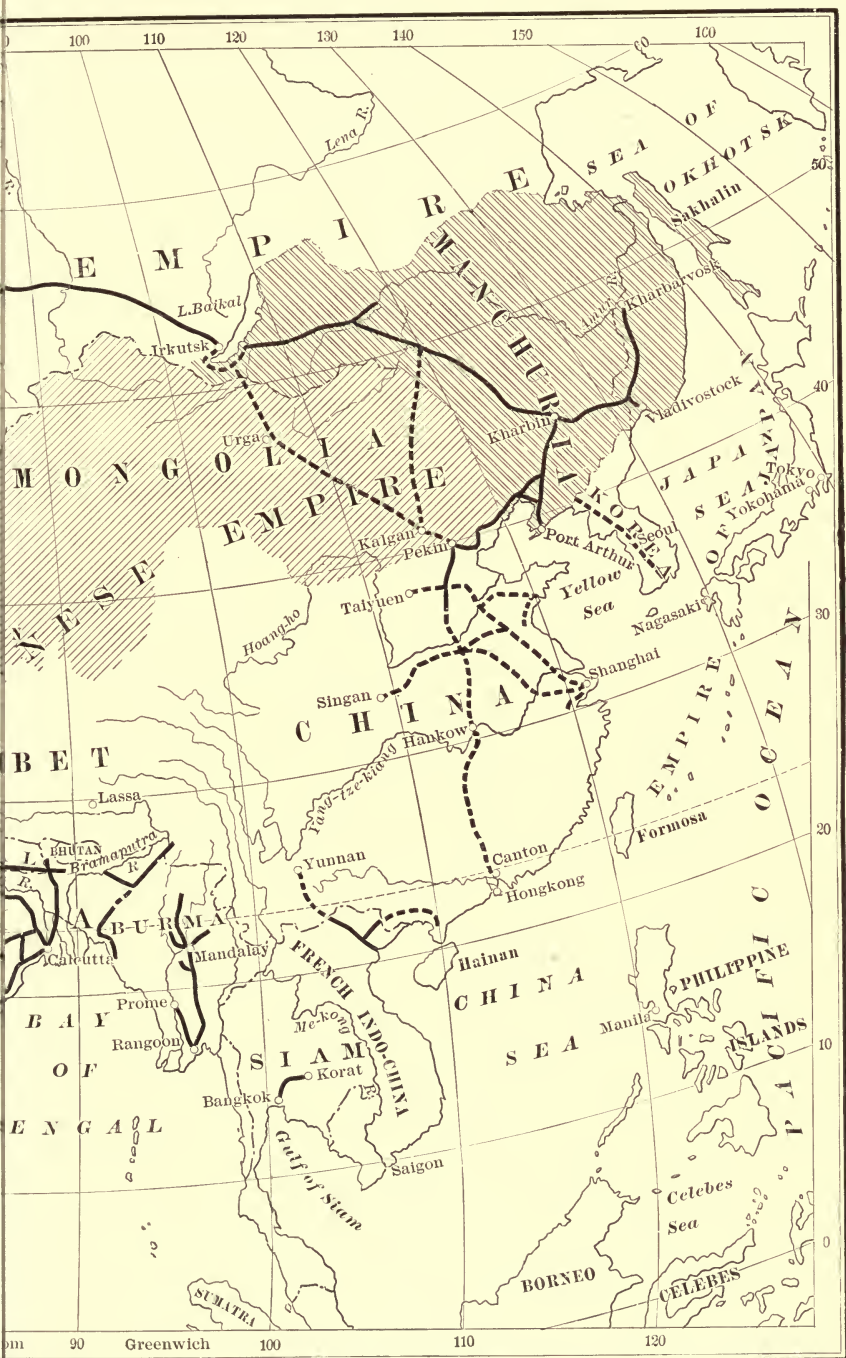 100 110 120 130 140 150 160
60
50
40
30
20
10
0
90 Greenwich 100 110 120
Lena R.
SEA OF
OKHOTSK
Sakhalin
EMPIRE
MANCHURIA
L.Baikal
Irkutsk
Amur R.
Kharbarvosk
Kharbin
Vladivostock
Urga
MONGOLIA
EMPIRE
NESE
Kalgan
Pekin
Port Arthur
KOREA
Seoul
JAPAN
SEA OF
JAPAN
Tokyo
Yokohama
Nagasaki
EMPIRE
Taiyuen
Yellow
Sea
Hoang-ho
Singan
Shanghai
CHINA
Hankow
Yang-tze-kiang
BET
Lassa
BHUTAN
Bramaputra
R
I.
R.
A
Yunnan
Canton
Hongkong
Formosa
PACIFIC OCEAN
BURMA
Calcutta
Mandalay
Prome
Rangoon
BAY
OF
ENGAL
FRENCH INDO-CHINA
Hainan
CHINA
SEA
Me-kong
R.
SIAM
Korat
Bangkok
Gulf of Siam
Saigon
PHILIPPINE
ISLANDS
Manila
Celebes
Sea
BORNEO
CELEBES
SUMATRA